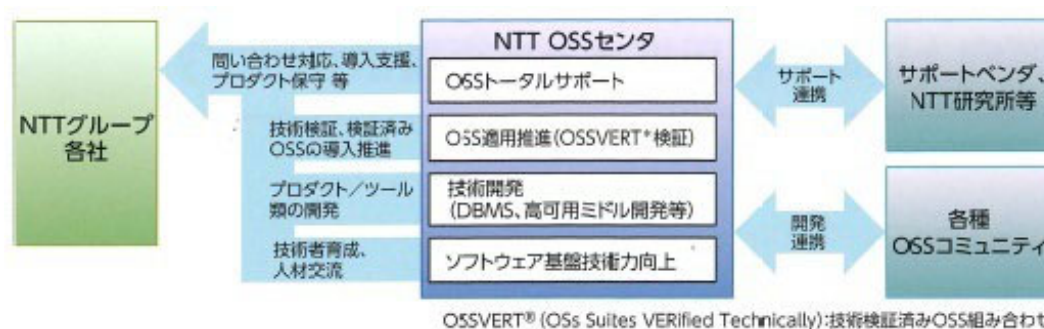 NTTグループ
各社
問い合わせ対応、導入支援、
プロダクト保守 等
技術検証、検証済み
OSSの導入推進
プロダクト／ツール
類の開発
技術者育成、
人材交流
NTT OSSセンタ
OSSトータルサポート
OSS適用推進(OSSVERT*検証)
技術開発
(DBMS、高可用ミドル開発等)
ソフトウェア基盤技術力向上
サポート
連携
開発
連携
サポートベンダ、
NTT研究所等
各種
OSSコミュニティ
OSSVERT® (OSs Suites VERified Technically):技術検証済みOSS組み合わせ